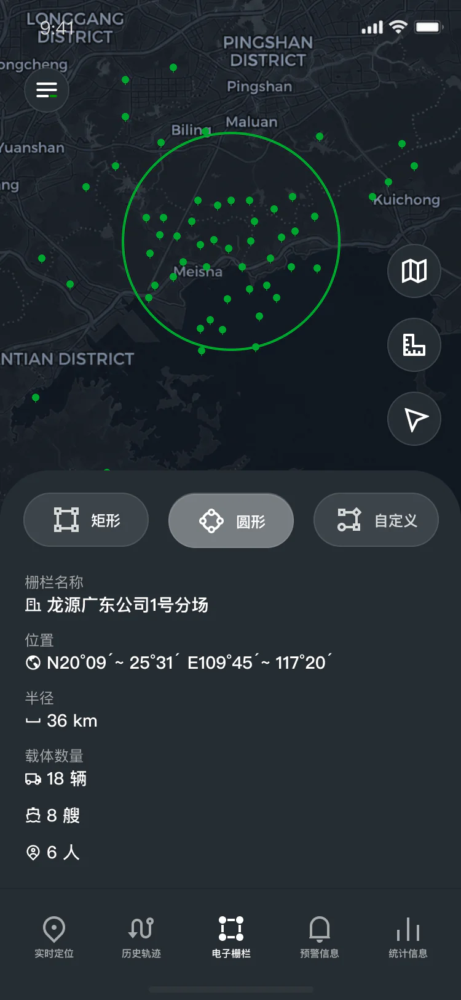 LONGGANG
DISTRICT
9:41
PINGSHAN
DISTRICT
ongcheng
Pingshan
Maluan
Biling
Yuanshan
ang
Kuichong
Meisha
NTIAN DISTRICT
矩形
圆形
自定义
栅栏名称
龙源广东公司1号分场
位置
N20°09´~ 25°31´ E109°45´~ 117°20´
半径
36 km
载体数量
18 辆
8 艘
6 人
实时定位
历史轨迹
电子栅栏
预警信息
统计信息